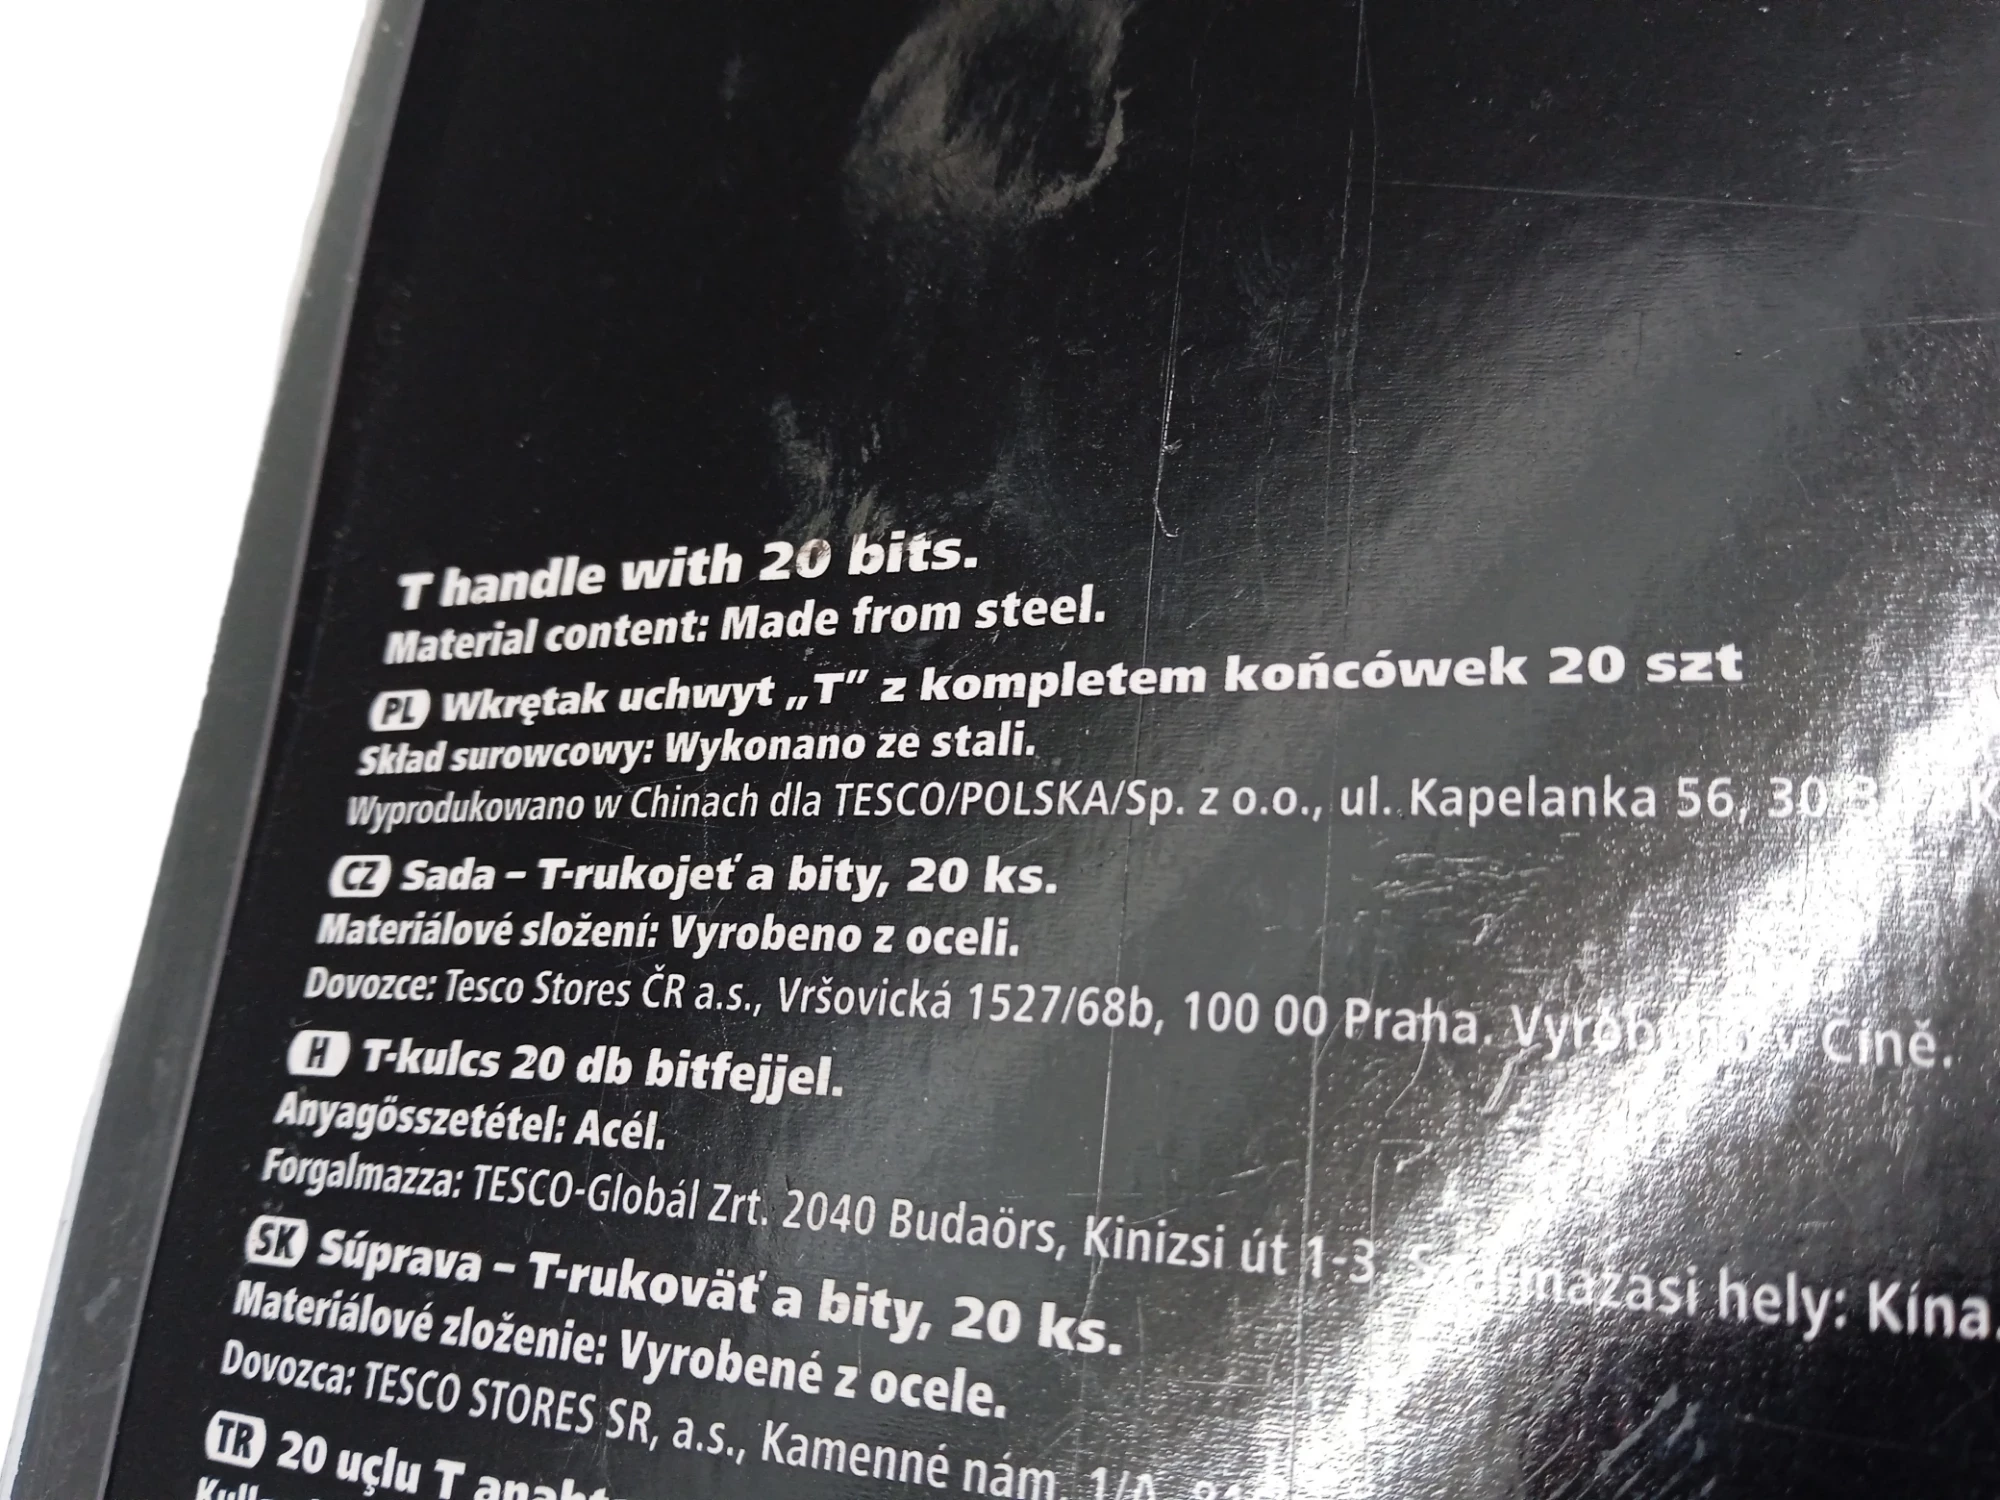 T handle with 20 bits.
Material content: Made from steel.
PL Wkrętak uchwyt „T” z kompletem końcówek 20 szt
Skład surowcowy: Wykonano ze stali.
Wyprodukowano w Chinach dla TESCO/POLSKA/Sp. z o.o., ul. Kapelanka 56,
CZ Sada – T-rukojeť a bity, 20 ks.
Materiálové složení: Vyrobeno z oceli.
Dovozce: Tesco Stores ČR a.s., Vršovická 1527/68b, 100 00 Praha. Vyrobeno v Číně.
H T-kulcs 20 db bitfejjel.
Anyagösszetétel: Acél.
Forgalmazza: TESCO-Globál Zrt. 2040 Budaörs, Kinizsi út 1-3. Származási hely: Kína.
SK Súprava – T-rukoväť a bity, 20 ks.
Materiálové zloženie: Vyrobené z ocele.
Dovozca: TESCO STORES SR, a.s., Kamenné nám. 1/A,
TR 20 uçlu T